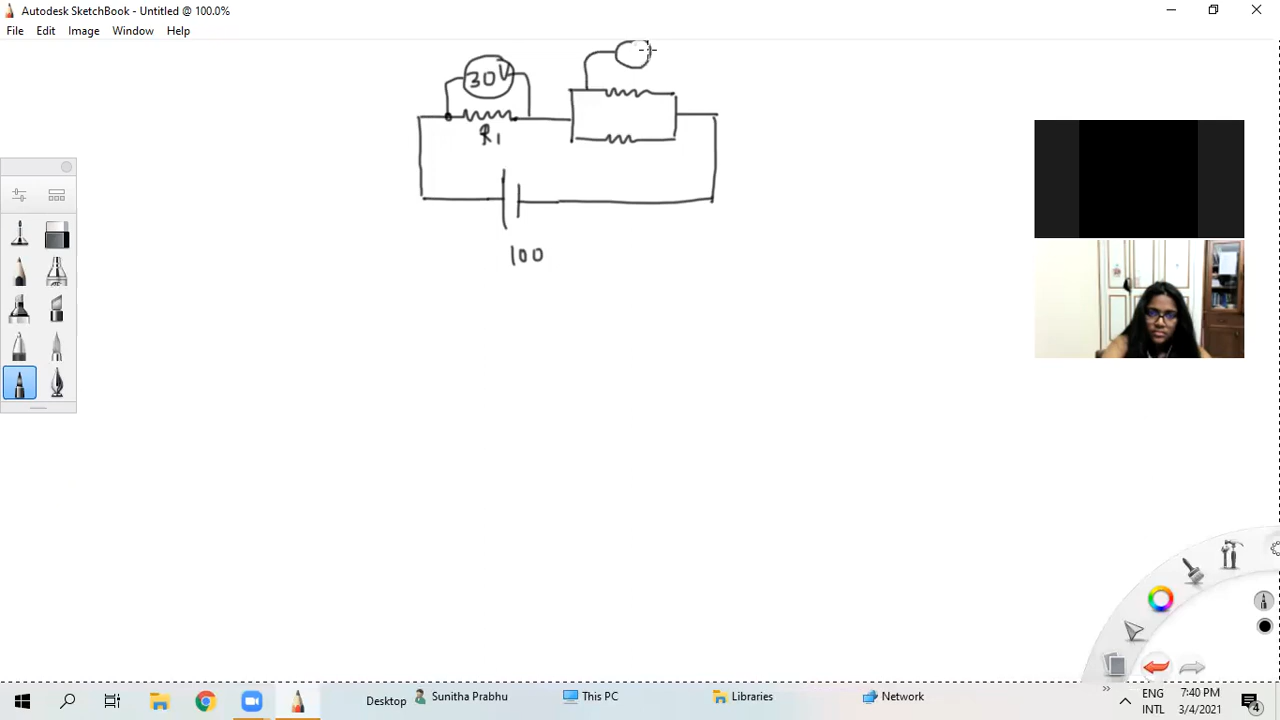 Autodesk SketchBook - Untitled @ 100.0%
File Edit Image Window Help
30V
R1
100
Desktop Sunitha Prabhu This PC Libraries Network
ENG
INTL
7:40 PM
3/4/2021
4